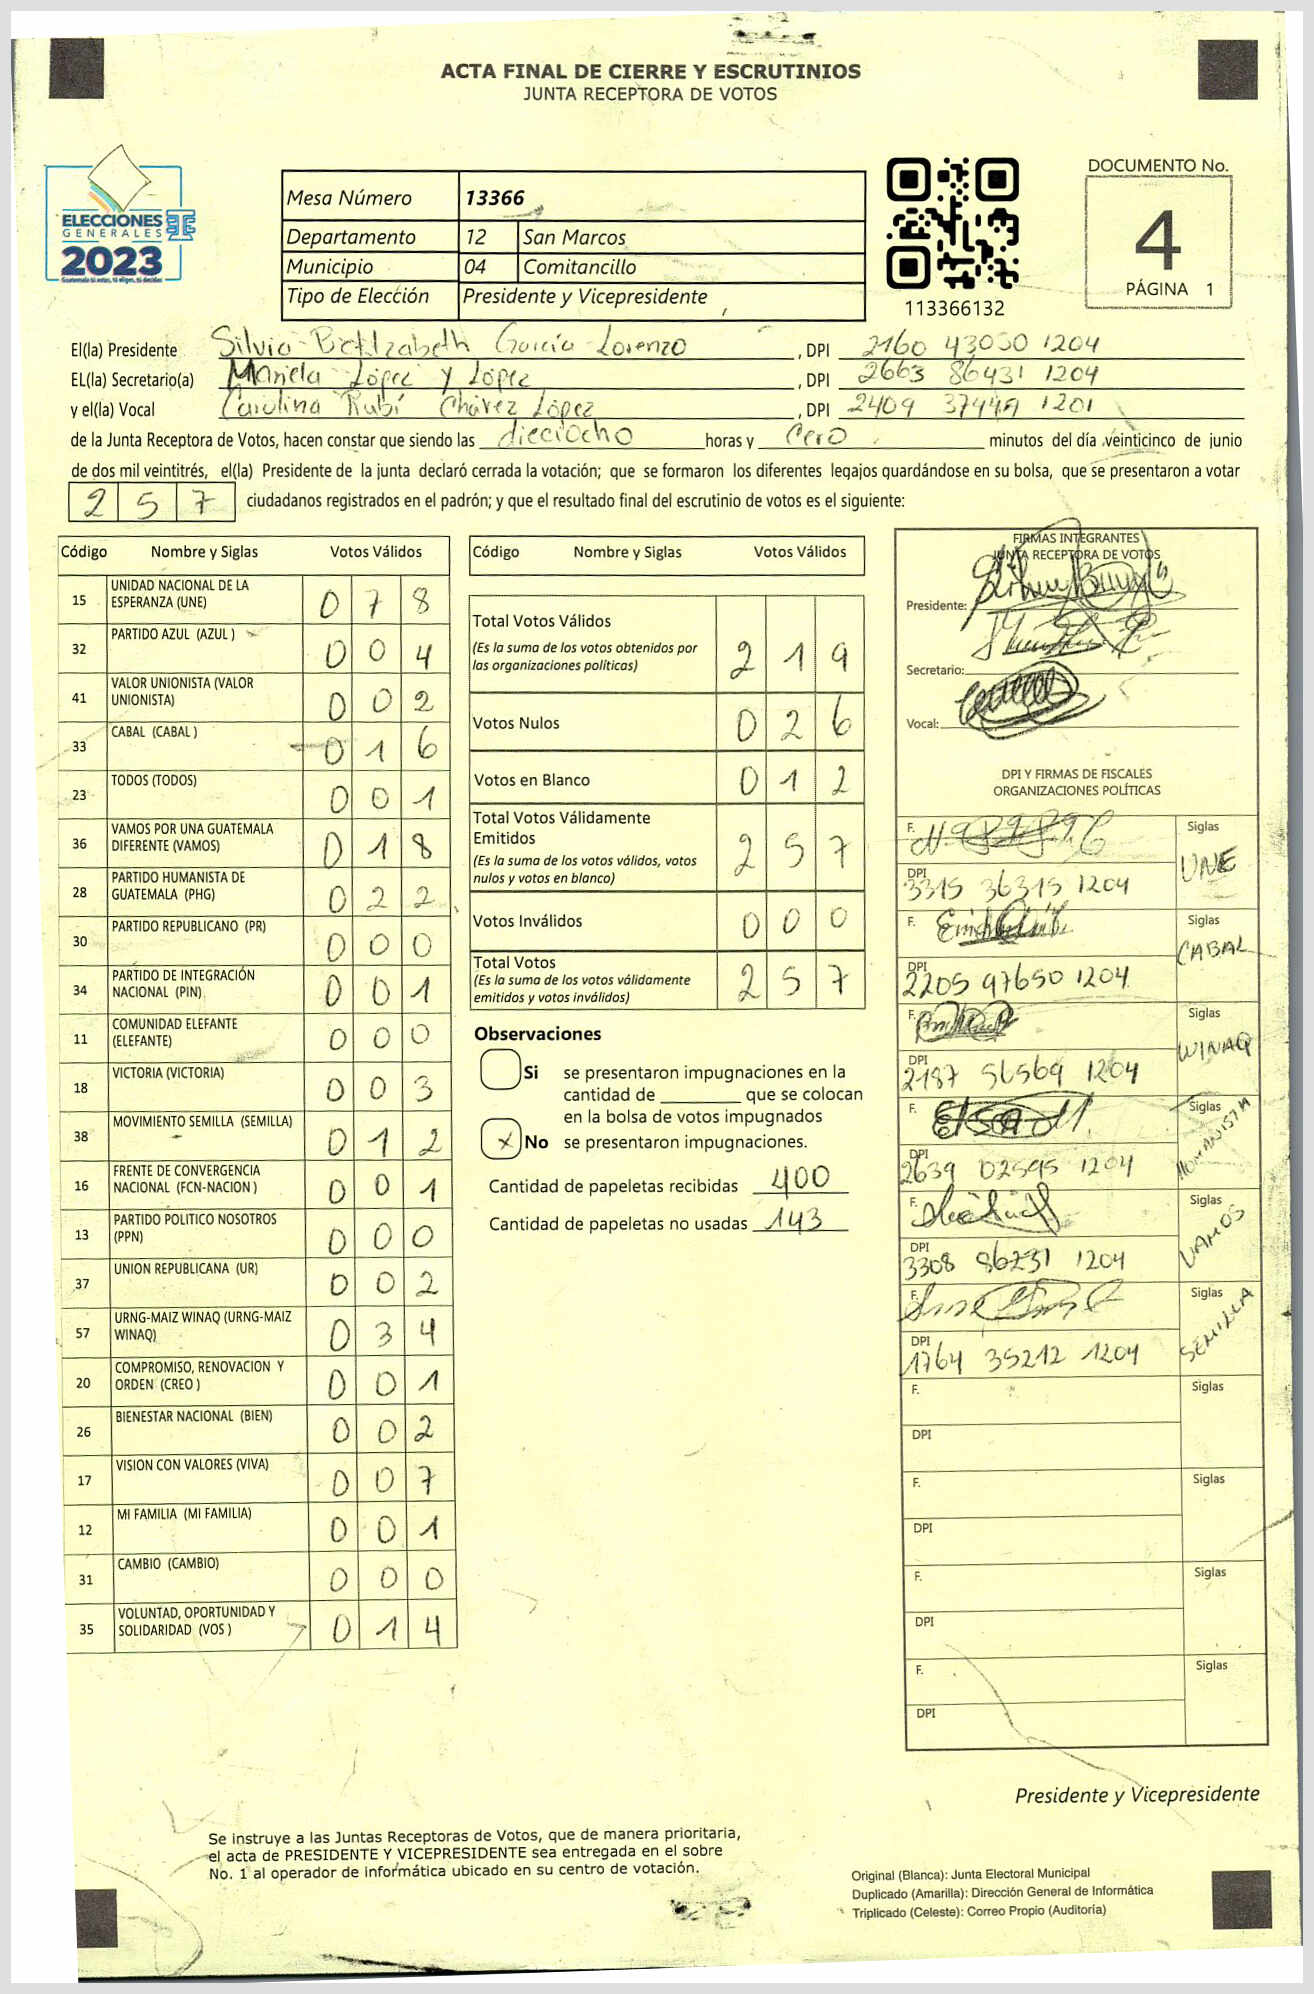 ACTA FINAL DE CIERRE Y ESCRUTINIOS
JUNTA RECEPTORA DE VOTOS
ELECCIONES
GENERALES
2023
Guatemala tú votas, tú eliges, tú decides
Mesa Número 13366
Departamento 12 San Marcos
Municipio 04 Comitancillo
Tipo de Elección Presidente y Vicepresidente
113366132
DOCUMENTO No.
4
PÁGINA 1
El(la) Presidente Silvia García Lorenzo, DPI 2160 43050 1204
EL(la) Secretario(a) Mariela López y López, DPI 2663 86431 1204
y el(la) Vocal Carolina Rubí Chávez López, DPI 2409 1201
de la Junta Receptora de Votos, hacen constar que siendo las dieciocho horas y Cero minutos del día veinticinco de junio
de dos mil veintitrés, el(la) Presidente de la junta declaró cerrada la votación; que se formaron los diferentes legajos guardándose en su bolsa, que se presentaron a votar
2 5 7 ciudadanos registrados en el padrón; y que el resultado final del escrutinio de votos es el siguiente:
Código Nombre y Siglas Votos Válidos
15 UNIDAD NACIONAL DE LA ESPERANZA (UNE) 0 7 8
32 PARTIDO AZUL (AZUL ) 0 0 4
41 VALOR UNIONISTA (VALOR UNIONISTA) 0 0 2
33 CABAL (CABAL ) 0 1 6
23 TODOS (TODOS) 0 0 1
36 VAMOS POR UNA GUATEMALA DIFERENTE (VAMOS) 0 1 8
28 PARTIDO HUMANISTA DE GUATEMALA (PHG) 0 2 2
30 PARTIDO REPUBLICANO (PR) 0 0 0
34 PARTIDO DE INTEGRACIÓN NACIONAL (PIN) 0 0 1
11 COMUNIDAD ELEFANTE (ELEFANTE) 0 0 0
18 VICTORIA (VICTORIA) 0 0 3
38 MOVIMIENTO SEMILLA (SEMILLA) 0 1 2
16 FRENTE DE CONVERGENCIA NACIONAL (FCN-NACION ) 0 0 1
13 PARTIDO POLITICO NOSOTROS (PPN) 0 0 0
37 UNION REPUBLICANA (UR) 0 0 2
57 URNG-MAIZ WINAQ (URNG-MAIZ WINAQ) 0 3 4
20 COMPROMISO, RENOVACION Y ORDEN (CREO ) 0 0 1
26 BIENESTAR NACIONAL (BIEN) 0 0 2
17 VISION CON VALORES (VIVA) 0 0 7
12 MI FAMILIA (MI FAMILIA) 0 0 1
31 CAMBIO (CAMBIO) 0 0 0
35 VOLUNTAD, OPORTUNIDAD Y SOLIDARIDAD (VOS ) 0 1 4
Código Nombre y Siglas Votos Válidos
Total Votos Válidos 2 1 9
(Es la suma de los votos obtenidos por
las organizaciones políticas)
Votos Nulos 0 2 6
Votos en Blanco 0 1 2
Total Votos Válidamente
Emitidos 2 5 7
(Es la suma de los votos válidos, votos
nulos y votos en blanco)
Votos Inválidos 0 0 0
Total Votos 2 5 7
(Es la suma de los votos válidamente
emitidos y votos inválidos)
Observaciones
Si se presentaron impugnaciones en la
cantidad de que se colocan
en la bolsa de votos impugnados
x No se presentaron impugnaciones.
Cantidad de papeletas recibidas 400
Cantidad de papeletas no usadas 143
FIRMAS INTEGRANTES
JUNTA RECEPTORA DE VOTOS
Presidente:
Secretario:
Vocal:
DPI Y FIRMAS DE FISCALES
ORGANIZACIONES POLÍTICAS
F. Siglas UNE
DPI 3315 36315 1204
F. Siglas CABAL
DPI 2205 97650 1204
F. Siglas WINAQ
DPI 2187 56569 1204
F. Siglas HUMANISTA
DPI 2639 02595 1204
F. Siglas VAMOS
DPI 3308 86231 1204
F. Siglas SEMILLA
DPI 1764 35212 1204
F. Siglas
DPI
F. Siglas
DPI
F. Siglas
DPI
F. Siglas
DPI
Presidente y Vicepresidente
Se instruye a las Juntas Receptoras de Votos, que de manera prioritaria,
el acta de PRESIDENTE Y VICEPRESIDENTE sea entregada en el sobre
No. 1 al operador de informática ubicado en su centro de votación.
Original (Blanca): Junta Electoral Municipal
Duplicado (Amarilla): Dirección General de Informática
Triplicado (Celeste): Correo Propio (Auditoría)